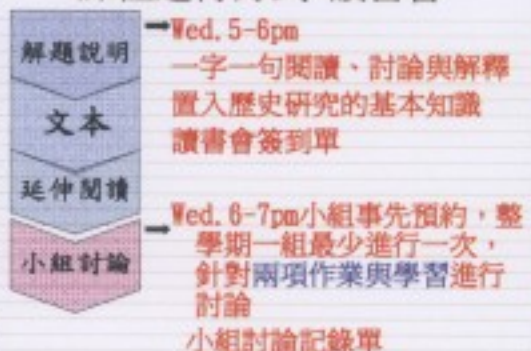 解題說明
文本
延伸閱讀
小組討論
➡Wed. 5-6pm
一字一句閱讀、討論與解釋
置入歷史研究的基本知識
讀書會簽到單
➡Wed. 6-7pm小組事先預約，整
學期一組最少進行一次，
針對兩項作業與學習進行
討論
小組討論記錄單